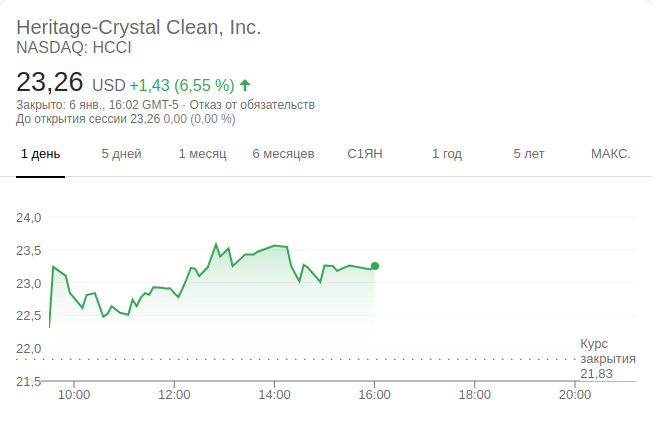 Heritage-Crystal Clean, Inc.
NASDAQ: HCCI
23,26 USD +1,43 (6,55 %)
Закрыто: 6 янв., 16:02 GMT-5 · Отказ от обязательств
До открытия сессии 23,26 0,00 (0,00 %)
1 день 5 дней 1 месяц 6 месяцев С1ЯН 1 год 5 лет МАКС.
24,0
23,5
23,0
22,5
22,0
Курс
закрытия
21,83
21,5
10:00 12:00 14:00 16:00 18:00 20:00